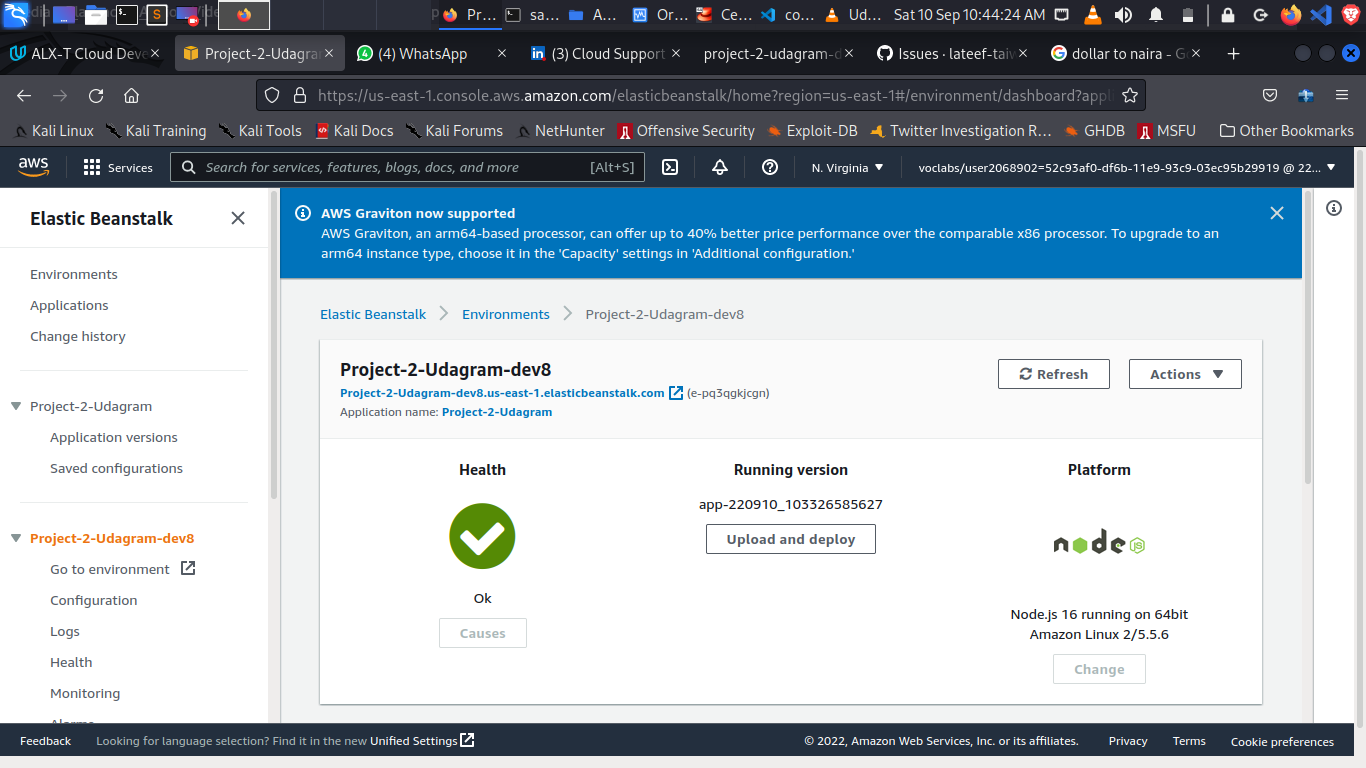 Pr...
sa...
A...
Or...
Ce...
co...
Ud...
Sat 10 Sep 10:44:24 AM
ALX-T Cloud Deve
Project-2-Udagram
(4) WhatsApp
(3) Cloud Support
project-2-udagram-d
Issues · lateef-taiw
dollar to naira - Go
https://us-east-1.console.aws.amazon.com/elasticbeanstalk/home?region=us-east-1#/environment/dashboard?appli
Kali Linux
Kali Training
Kali Tools
Kali Docs
Kali Forums
NetHunter
Offensive Security
Exploit-DB
Twitter Investigation R...
GHDB
MSFU
Other Bookmarks
aws
Services
Search for services, features, blogs, docs, and more
[Alt+S]
N. Virginia
voclabs/user2068902=52c93af0-df6b-11e9-93c9-03ec95b29919 @ 22...
Elastic Beanstalk
Environments
Applications
Change history
Project-2-Udagram
Application versions
Saved configurations
Project-2-Udagram-dev8
Go to environment
Configuration
Logs
Health
Monitoring
Alarms
AWS Graviton now supported
AWS Graviton, an arm64-based processor, can offer up to 40% better price performance over the comparable x86 processor. To upgrade to an
arm64 instance type, choose it in the 'Capacity' settings in 'Additional configuration.'
Elastic Beanstalk
Environments
Project-2-Udagram-dev8
Project-2-Udagram-dev8
Project-2-Udagram-dev8.us-east-1.elasticbeanstalk.com (e-pq3qgkjcgn)
Application name: Project-2-Udagram
Refresh
Actions
Health
Ok
Causes
Running version
app-220910_103326585627
Upload and deploy
Platform
node JS
Node.js 16 running on 64bit
Amazon Linux 2/5.5.6
Change
Feedback
Looking for language selection? Find it in the new Unified Settings
© 2022, Amazon Web Services, Inc. or its affiliates.
Privacy
Terms
Cookie preferences